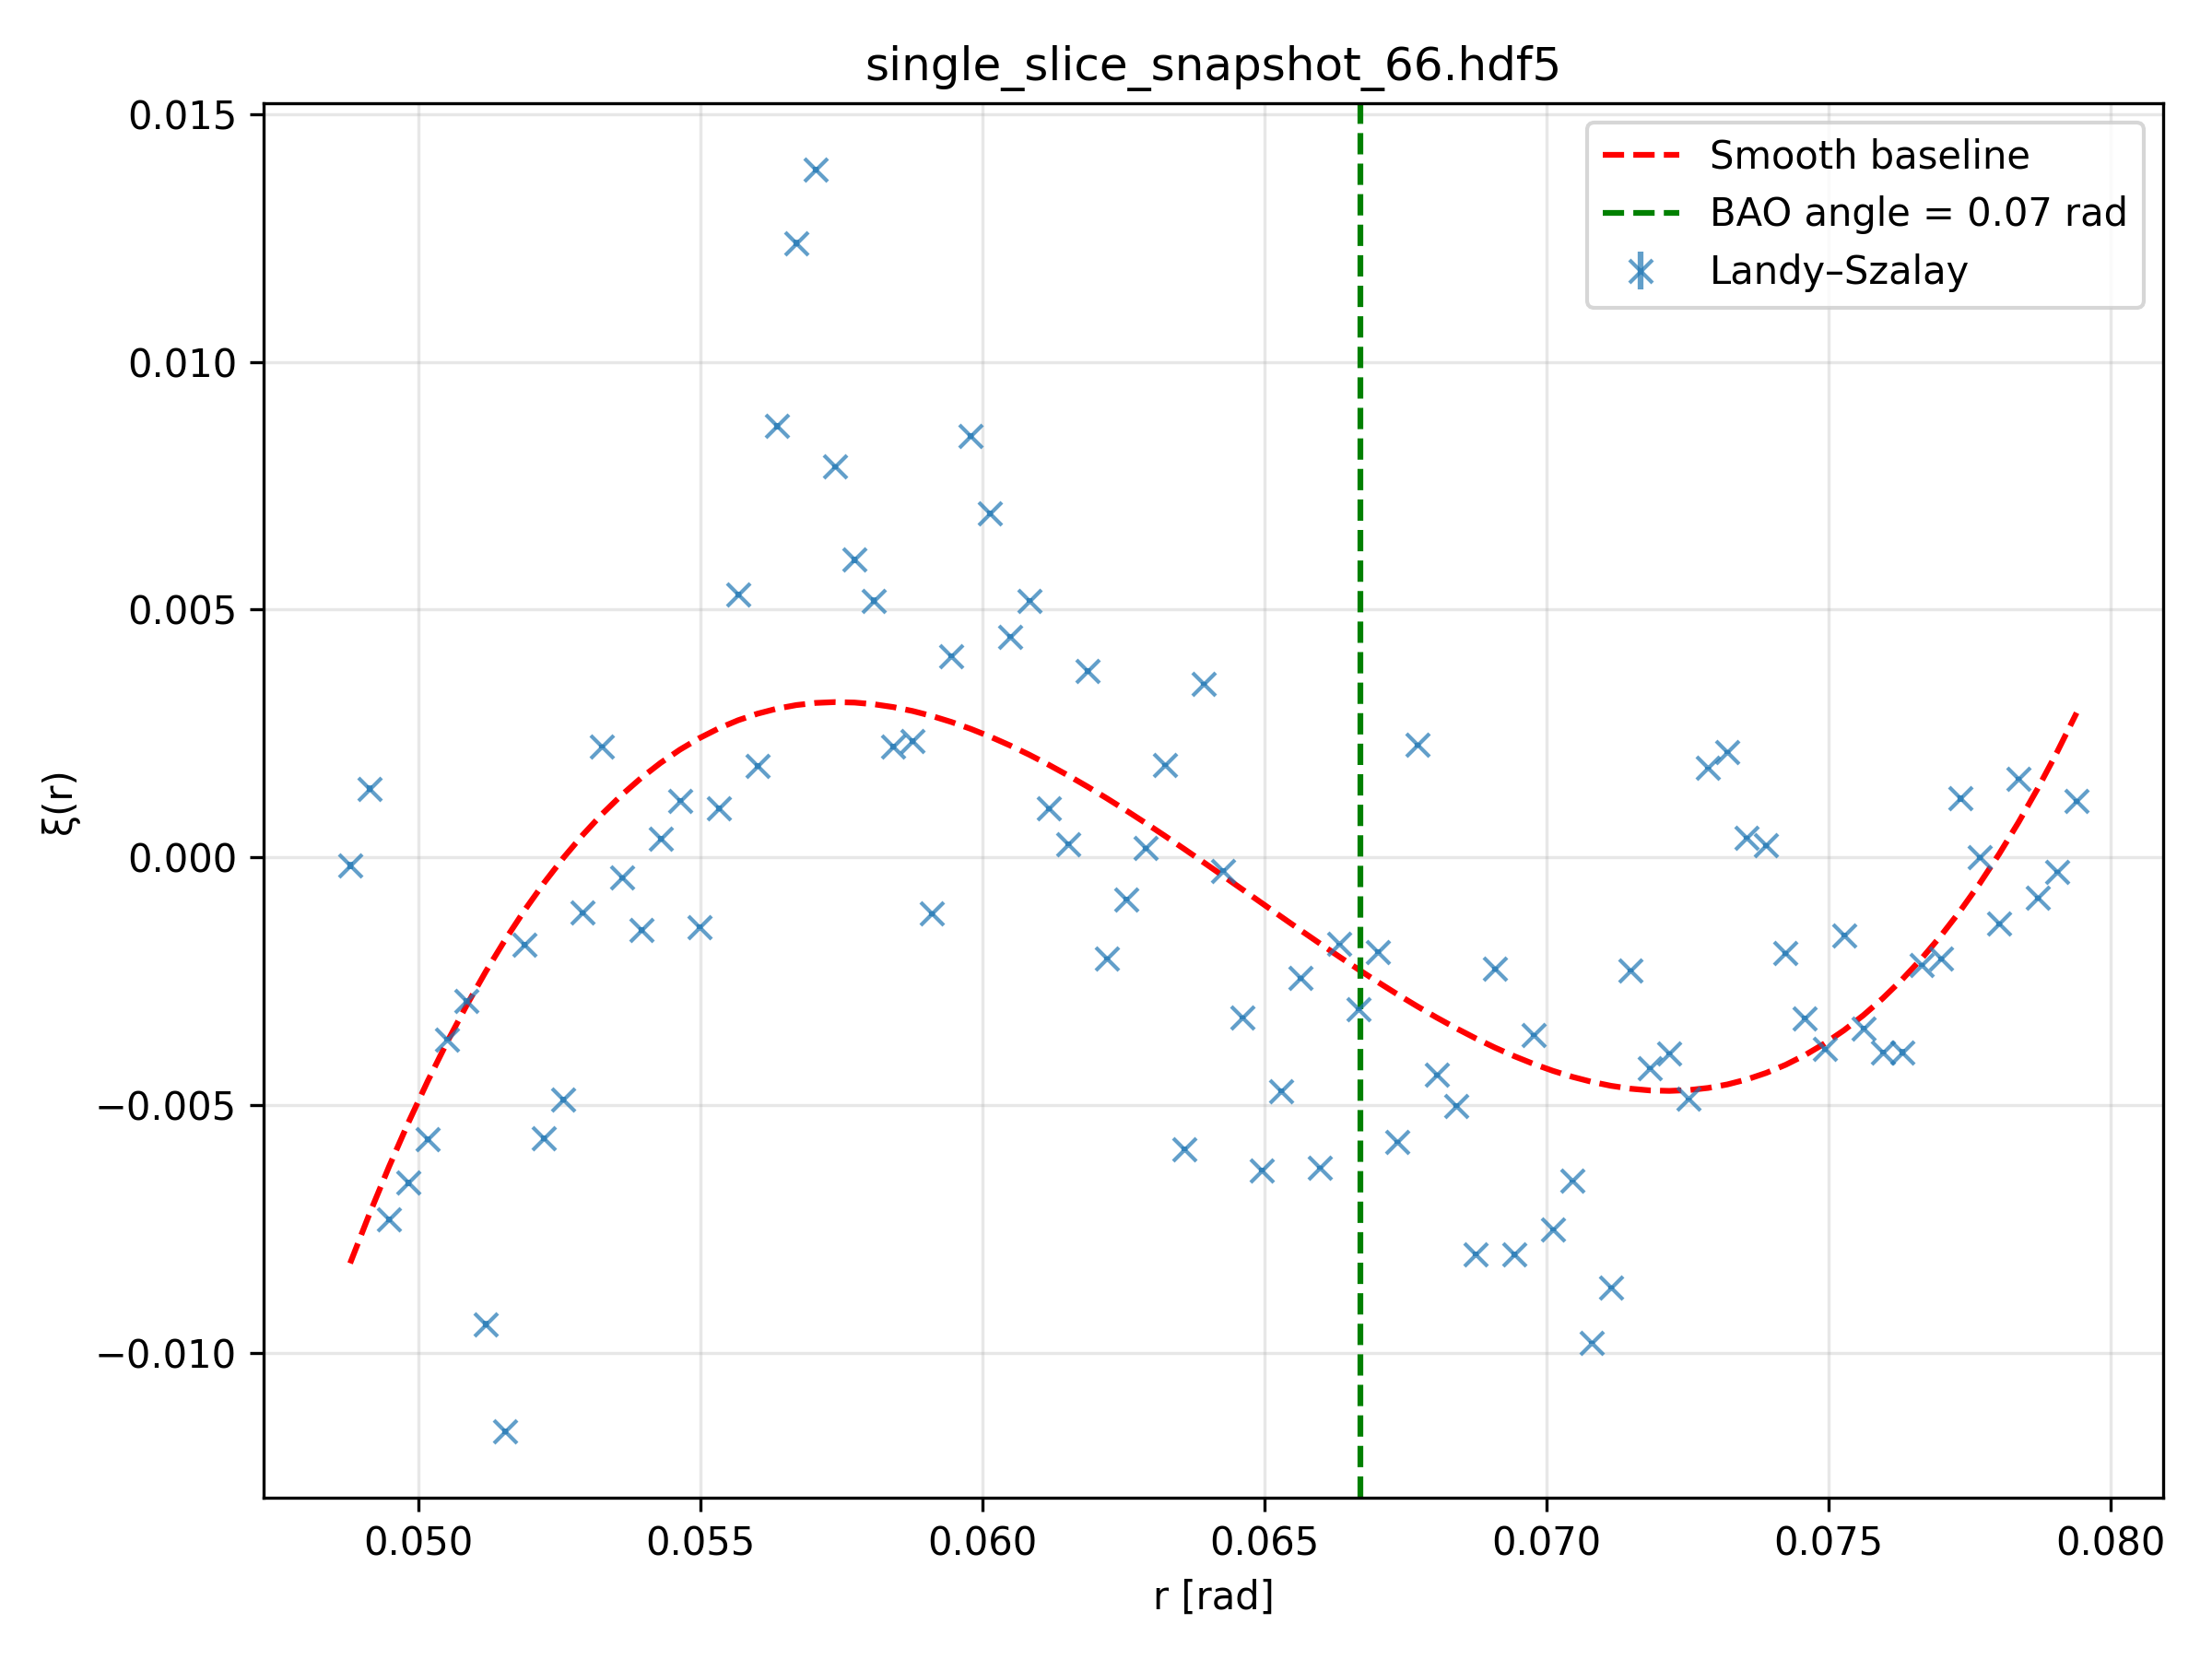 single_slice_snapshot_66.hdf5
0.015
0.010
0.005
0.000
−0.005
−0.010
ξ(r)
Smooth baseline
BAO angle = 0.07 rad
Landy–Szalay
0.050 0.055 0.060 0.065 0.070 0.075 0.080
r [rad]